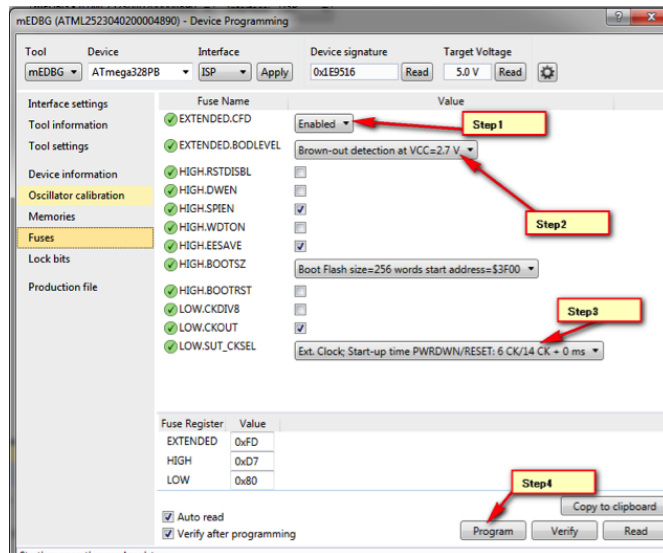 mEDBG (ATML2523040200004890) - Device Programming
Tool Device Interface Device signature Target Voltage
mEDBG ATmega328PB ISP Apply 0x1E9516 Read 5.0 V Read
Interface settings
Tool information
Tool settings
Device information
Oscillator calibration
Memories
Fuses
Lock bits
Production file
Fuse Name Value
EXTENDED.CFD Enabled Step1
EXTENDED.BODLEVEL Brown-out detection at VCC=2.7 V
HIGH.RSTDISBL
HIGH.DWEN
HIGH.SPIEN
Step2
HIGH.WDTON
HIGH.EESAVE
HIGH.BOOTSZ Boot Flash size=256 words start address=$3F00
HIGH.BOOTRST
LOW.CKDIV8
Step3
LOW.CKOUT
LOW.SUT_CKSEL Ext. Clock; Start-up time PWRDWN/RESET: 6 CK/14 CK + 0 ms
Fuse Register Value
EXTENDED 0xFD
HIGH 0xD7
LOW 0x80
Step4
Copy to clipboard
Auto read
Verify after programming
Program Verify Read